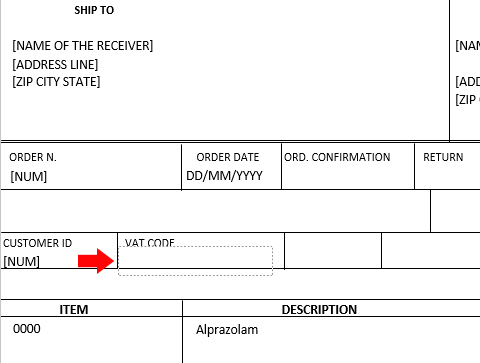 SHIP TO
[NAME OF THE RECEIVER]
[NAM
[ADDRESS LINE]
[ZIP CITY STATE]
[ADD
[ZIP
ORDER N.
ORDER DATE
ORD. CONFIRMATION
RETURN
[NUM]
DD/MM/YYYY
CUSTOMER ID
VAT CODE
[NUM]
ITEM
DESCRIPTION
0000
Alprazolam